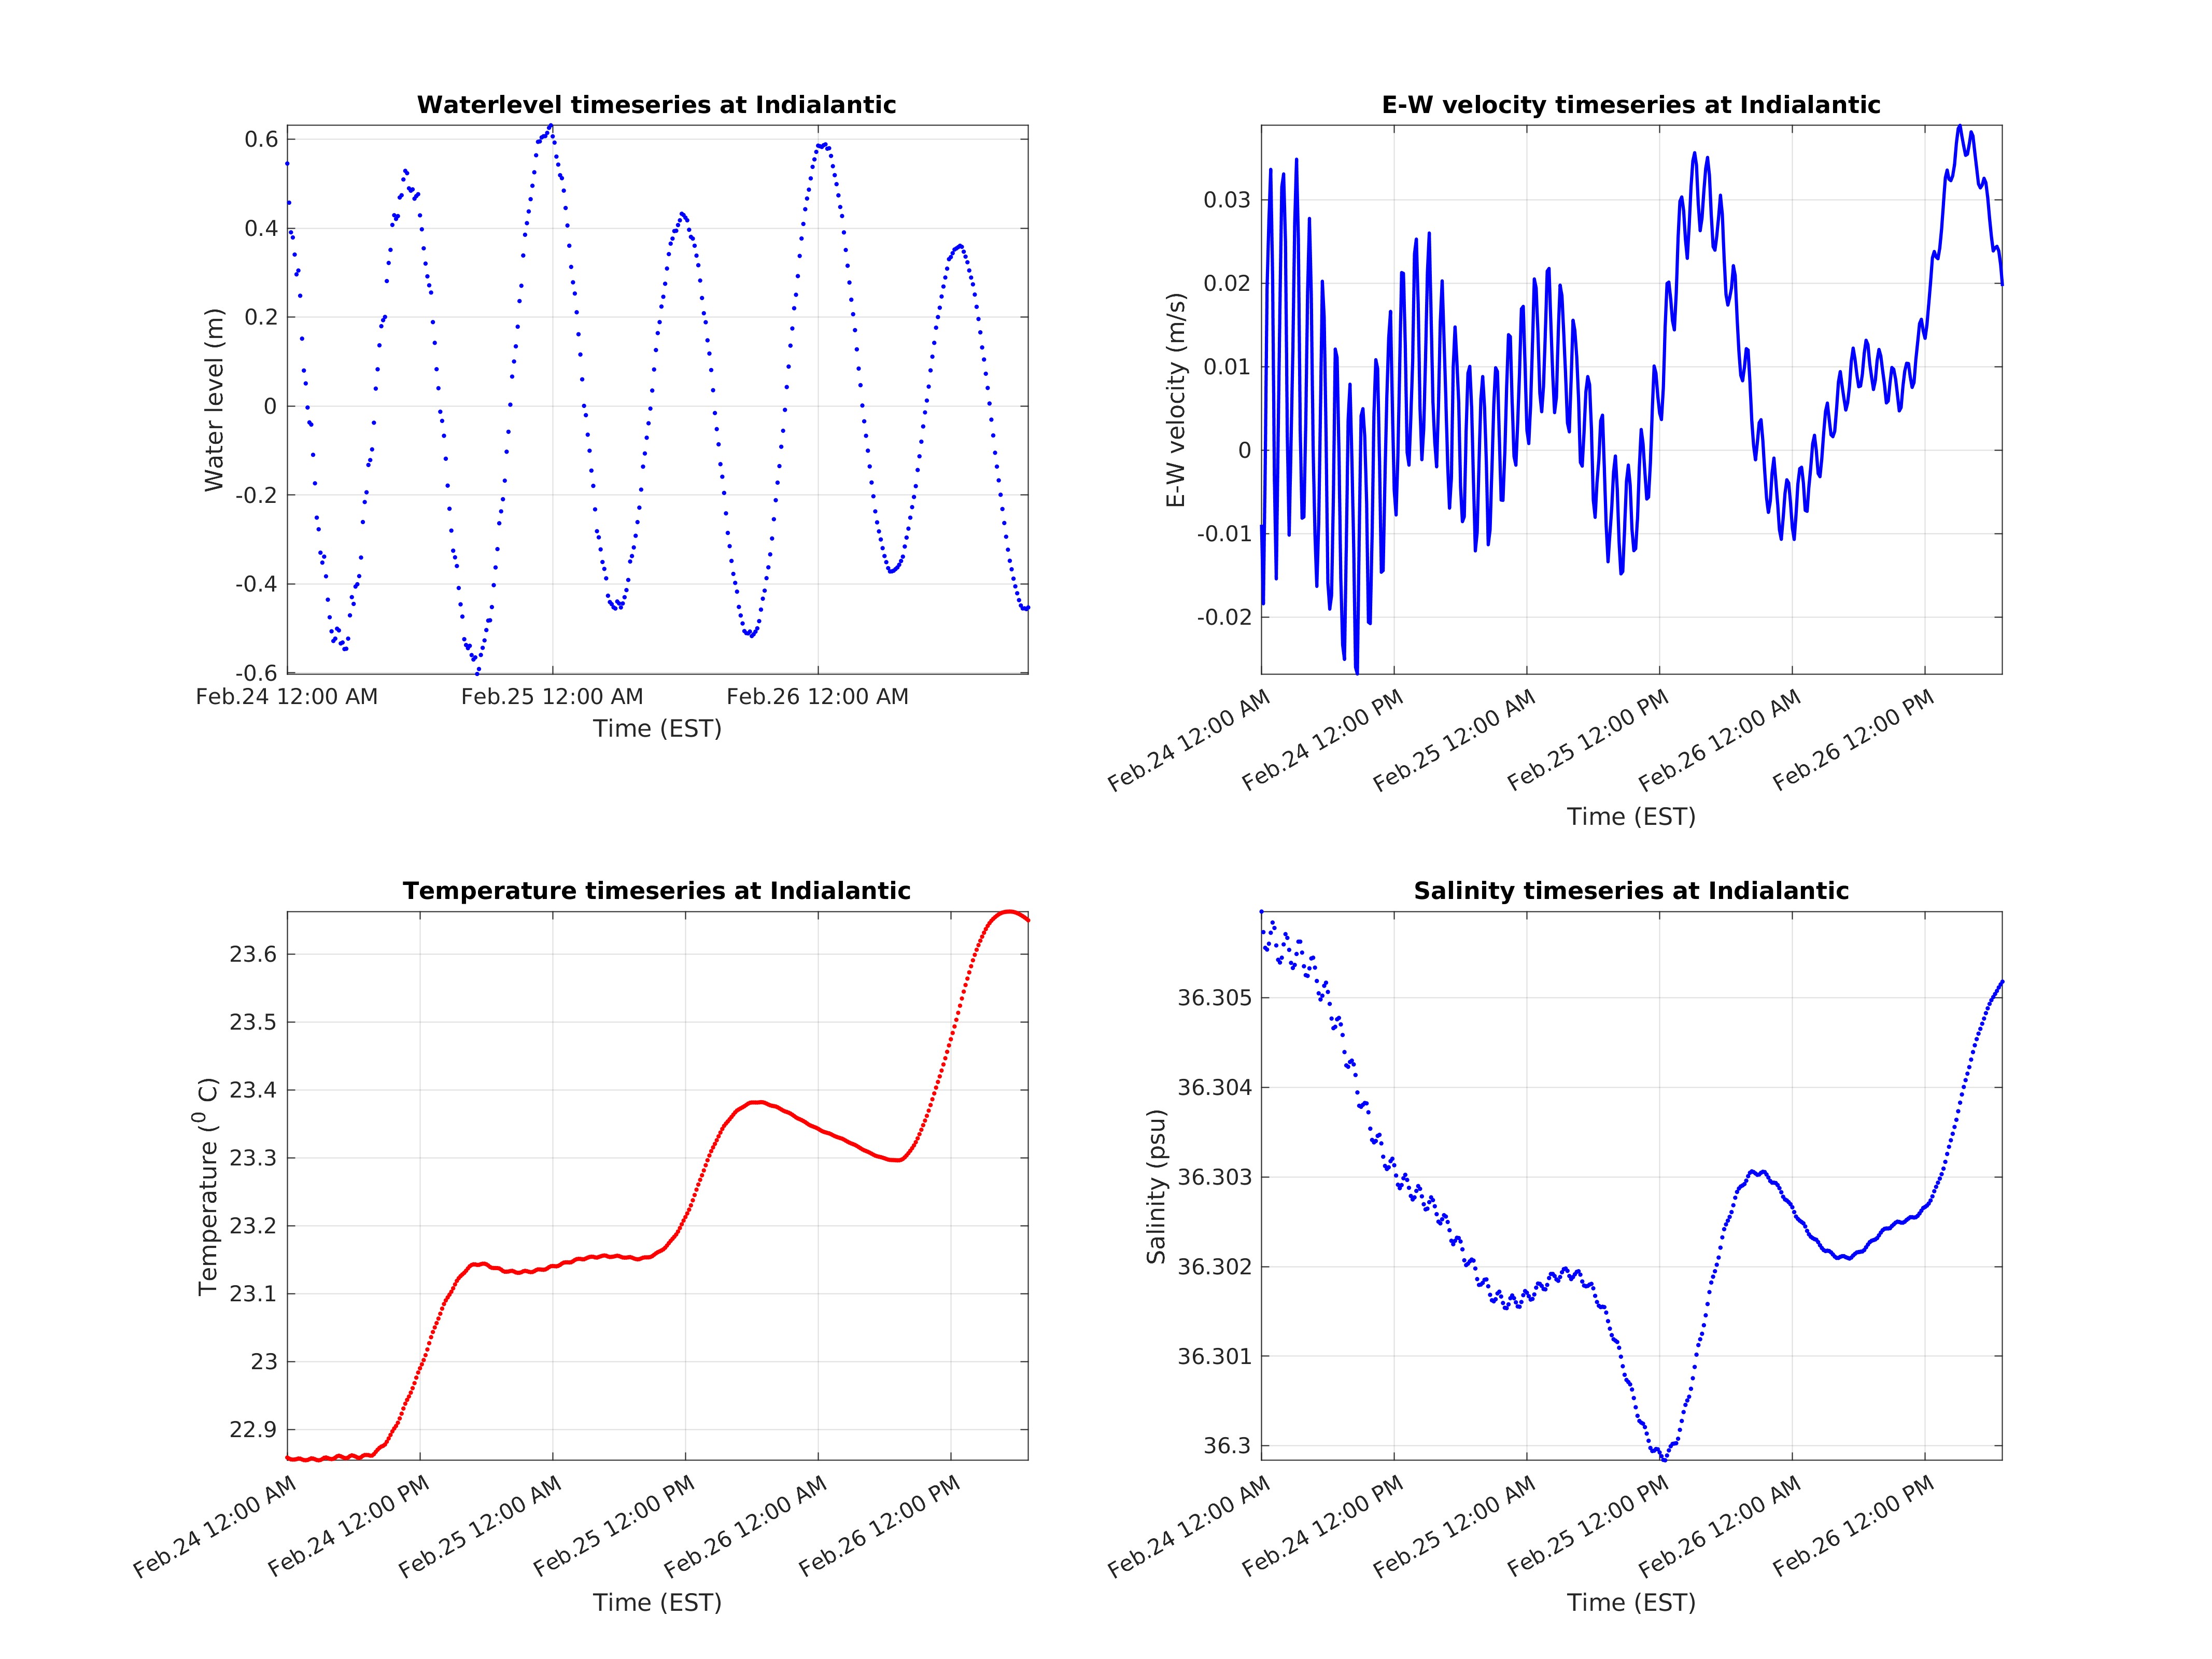 Waterlevel timeseries at Indialantic
0.6
0.4
0.2
0
-0.2
-0.4
-0.6
Water level (m)
Feb.24 12:00 AM
Feb.25 12:00 AM
Feb.26 12:00 AM
Time (EST)
E-W velocity timeseries at Indialantic
0.03
0.02
0.01
0
-0.01
-0.02
E-W velocity (m/s)
Feb.24 12:00 AM
Feb.24 12:00 PM
Feb.25 12:00 AM
Feb.25 12:00 PM
Feb.26 12:00 AM
Feb.26 12:00 PM
Time (EST)
Temperature timeseries at Indialantic
23.6
23.5
23.4
23.3
23.2
23.1
23
22.9
Temperature (⁰ C)
Feb.24 12:00 AM
Feb.24 12:00 PM
Feb.25 12:00 AM
Feb.25 12:00 PM
Feb.26 12:00 AM
Feb.26 12:00 PM
Time (EST)
Salinity timeseries at Indialantic
36.305
36.304
36.303
36.302
36.301
36.3
Salinity (psu)
Feb.24 12:00 AM
Feb.24 12:00 PM
Feb.25 12:00 AM
Feb.25 12:00 PM
Feb.26 12:00 AM
Feb.26 12:00 PM
Time (EST)